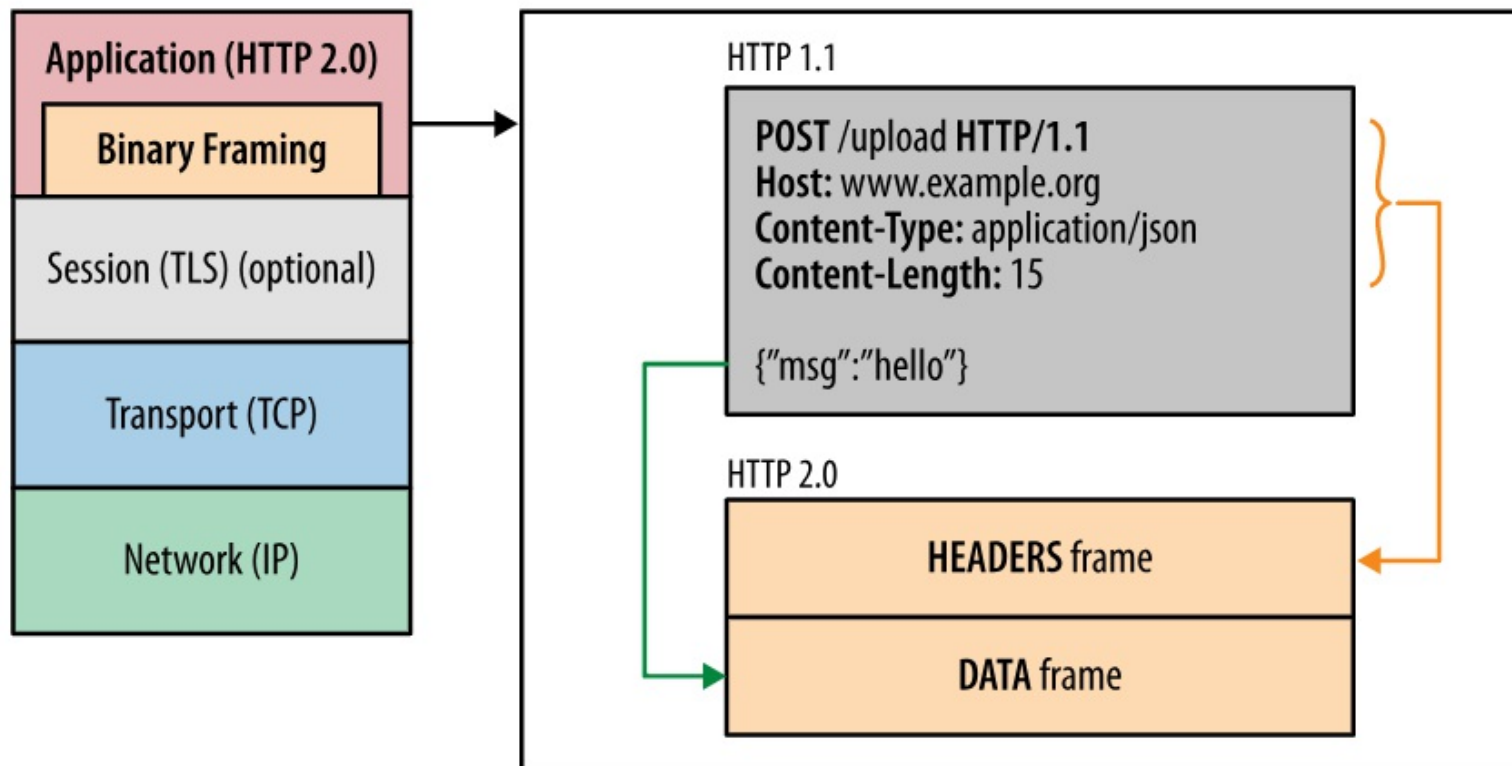 Application (HTTP 2.0)
Binary Framing
Session (TLS) (optional)
Transport (TCP)
Network (IP)
HTTP 1.1
POST /upload HTTP/1.1
Host: www.example.org
Content-Type: application/json
Content-Length: 15
{”msg”:”hello”}
HTTP 2.0
HEADERS frame
DATA frame